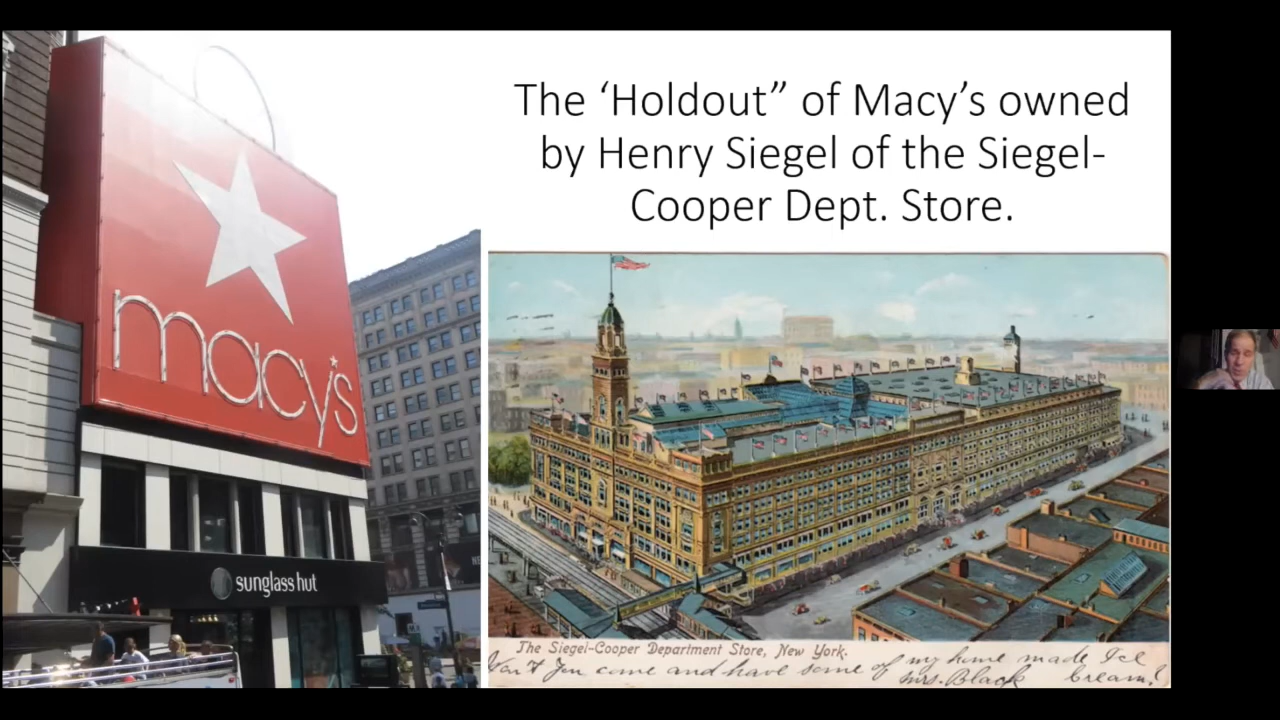 The ‘Holdout” of Macy’s owned
by Henry Siegel of the Siegel-
Cooper Dept. Store.
macy's
sunglass hut
The Siegel-Cooper Department Store, New York.
Won't you come and have some of my home made Ice
Mrs. Black Cream!